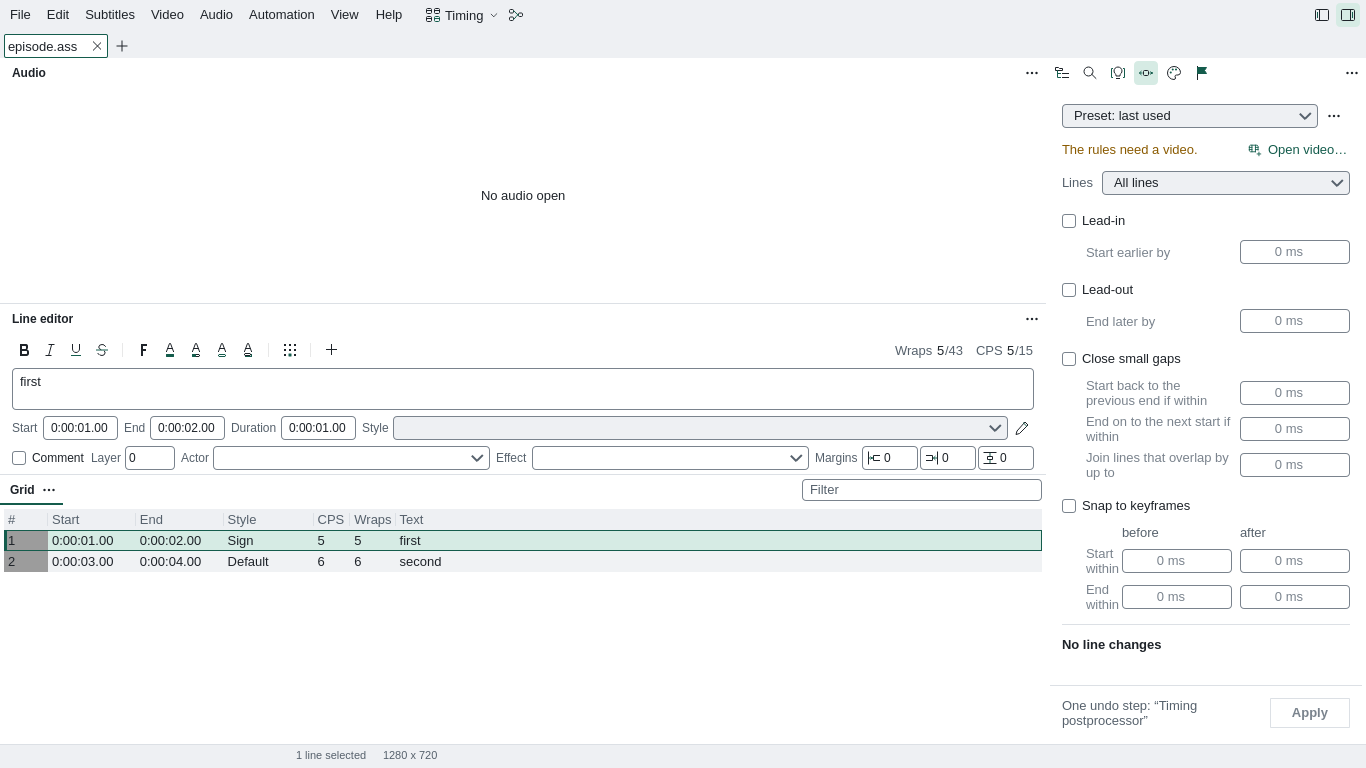 File Edit Subtitles Video Audio Automation View Help Timing
episode.ass
Audio
No audio open
Line editor
B I U S F A A A A Wraps 5/43 CPS 5/15
first
Start 0:00:01.00 End 0:00:02.00 Duration 0:00:01.00 Style
Comment Layer 0 Actor Effect Margins 0 0 0
Grid Filter
# Start End Style CPS Wraps Text
1 0:00:01.00 0:00:02.00 Sign 5 5 first
2 0:00:03.00 0:00:04.00 Default 6 6 second
Preset: last used
The rules need a video. Open video…
Lines All lines
Lead-in
Start earlier by 0 ms
Lead-out
End later by 0 ms
Close small gaps
Start back to the
previous end if within 0 ms
End on to the next start if
within 0 ms
Join lines that overlap by
up to 0 ms
Snap to keyframes
before after
Start
within 0 ms 0 ms
End
within 0 ms 0 ms
No line changes
One undo step: “Timing
postprocessor” Apply
1 line selected 1280 x 720